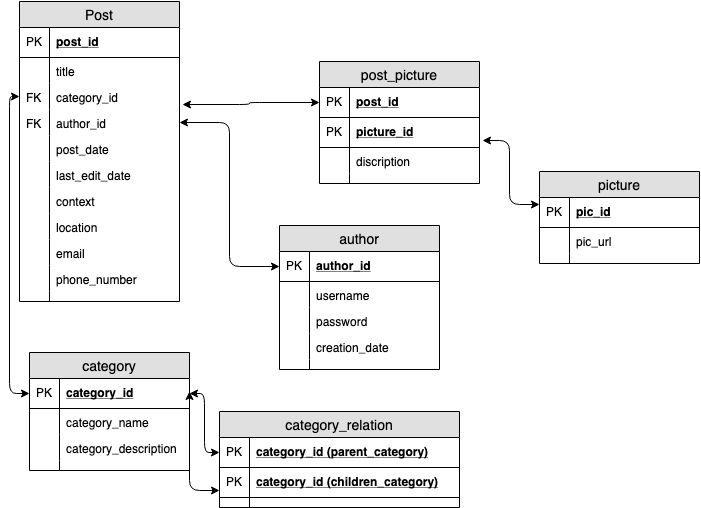 Post
PK post_id
title
FK category_id
FK author_id
post_date
last_edit_date
context
location
email
phone_number
post_picture
PK post_id
PK picture_id
discription
picture
PK pic_id
pic_url
author
PK author_id
username
password
creation_date
category
PK category_id
category_name
category_description
category_relation
PK category_id (parent_category)
PK category_id (children_category)